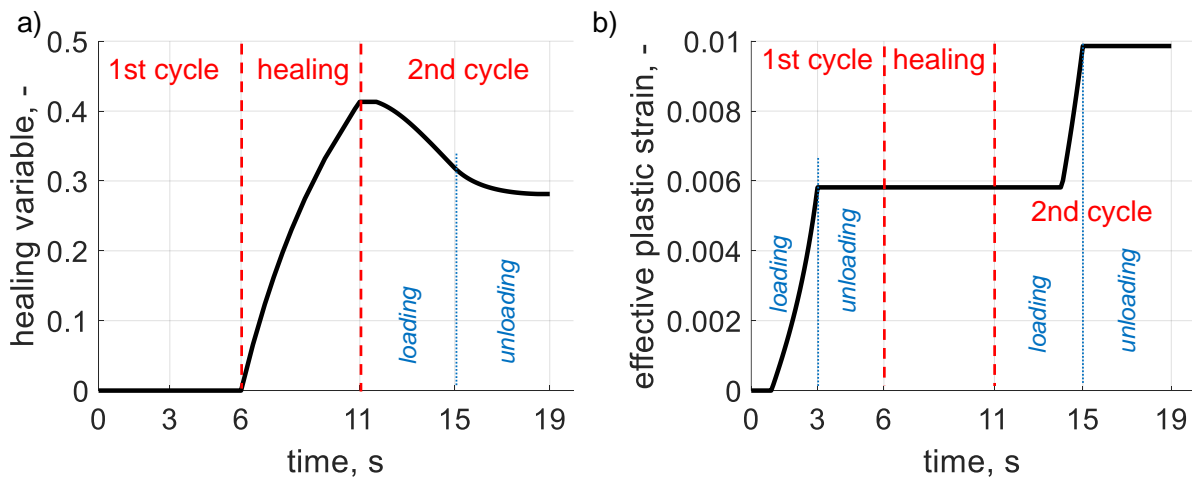 a)
0.5
0.4
0.3
0.2
0.1
0
healing variable, -
1st cycle
healing
2nd cycle
loading
unloading
0
3
6
11
15
19
time, s
b)
0.01
0.008
0.006
0.004
0.002
0
effective plastic strain, -
1st cycle
healing
2nd cycle
loading
unloading
loading
unloading
0
3
6
11
15
19
time, s